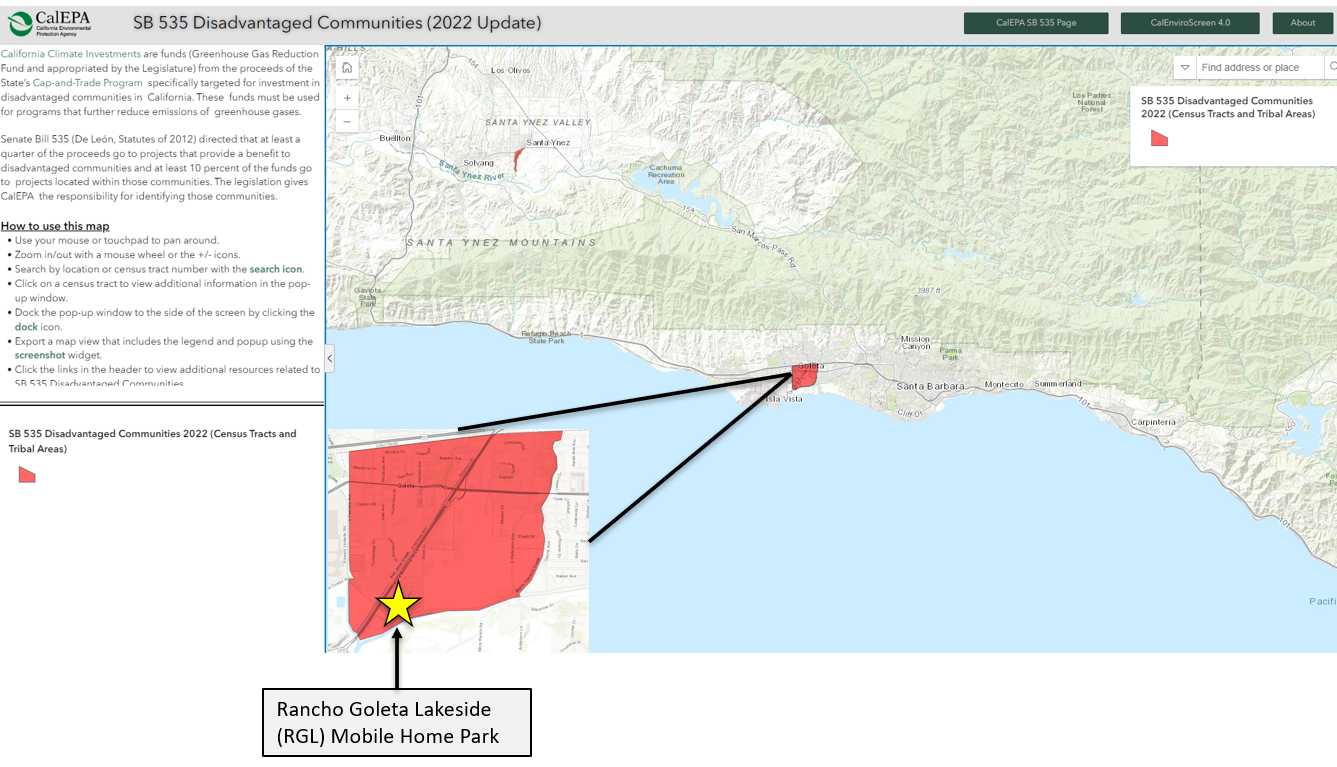 CalEPA
California Environmental
Protection Agency
SB 535 Disadvantaged Communities (2022 Update)
CalEPA SB 535 Page
CalEnviroScreen 4.0
About
California Climate Investments are funds (Greenhouse Gas Reduction
Fund and appropriated by the Legislature) from the proceeds of the
State's Cap-and-Trade Program specifically targeted for investment in
disadvantaged communities in California. These funds must be used
for programs that further reduce emissions of greenhouse gases.
Senate Bill 535 (De León, Statutes of 2012) directed that at least a
quarter of the proceeds go to projects that provide a benefit to
disadvantaged communities and at least 10 percent of the funds go
to projects located within those communities. The legislation gives
CalEPA the responsibility for identifying those communities.
How to use this map
• Use your mouse or touchpad to pan around.
• Zoom in/out with a mouse wheel or the +/- icons.
• Search by location or census tract number with the search icon.
• Click on a census tract to view additional information in the pop-
up window.
• Dock the pop-up window to the side of the screen by clicking the
dock icon.
• Export a map view that includes the legend and popup using the
screenshot widget.
• Click the links in the header to view additional resources related to
SB 535 Disadvantaged Communities
SB 535 Disadvantaged Communities 2022 (Census Tracts and
Tribal Areas)
Find address or place
SB 535 Disadvantaged Communities
2022 (Census Tracts and Tribal Areas)
HILLS
Los Olivos
154
101
Los Padres
National
Forest
SANTA YNEZ VALLEY
Buellton
Santa Ynez
Solvang
Santa Ynez River
Cachuma
Recreation
Area
San Marcos Pass Rd
SANTA YNEZ MOUNTAINS
Gaviota
State
Park
3987 ft
Refugio Beach
State Park
1
Mission
Canyon
Parma
Park
Goleta
Isla Vista
Santa Barbara
Montecito
Summerland
Cliff Dr
101
Carpinteria
150
101
Pacifi
Goleta
Rancho Goleta Lakeside
(RGL) Mobile Home Park